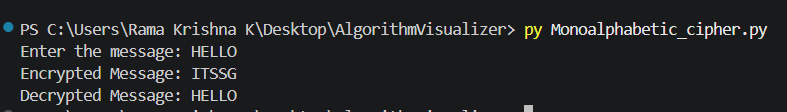 PS C:\Users\Rama Krishna K\Desktop\AlgorithmVisualizer> py Monoalphabetic_cipher.py
Enter the message: HELLO
Encrypted Message: ITSSG
Decrypted Message: HELLO